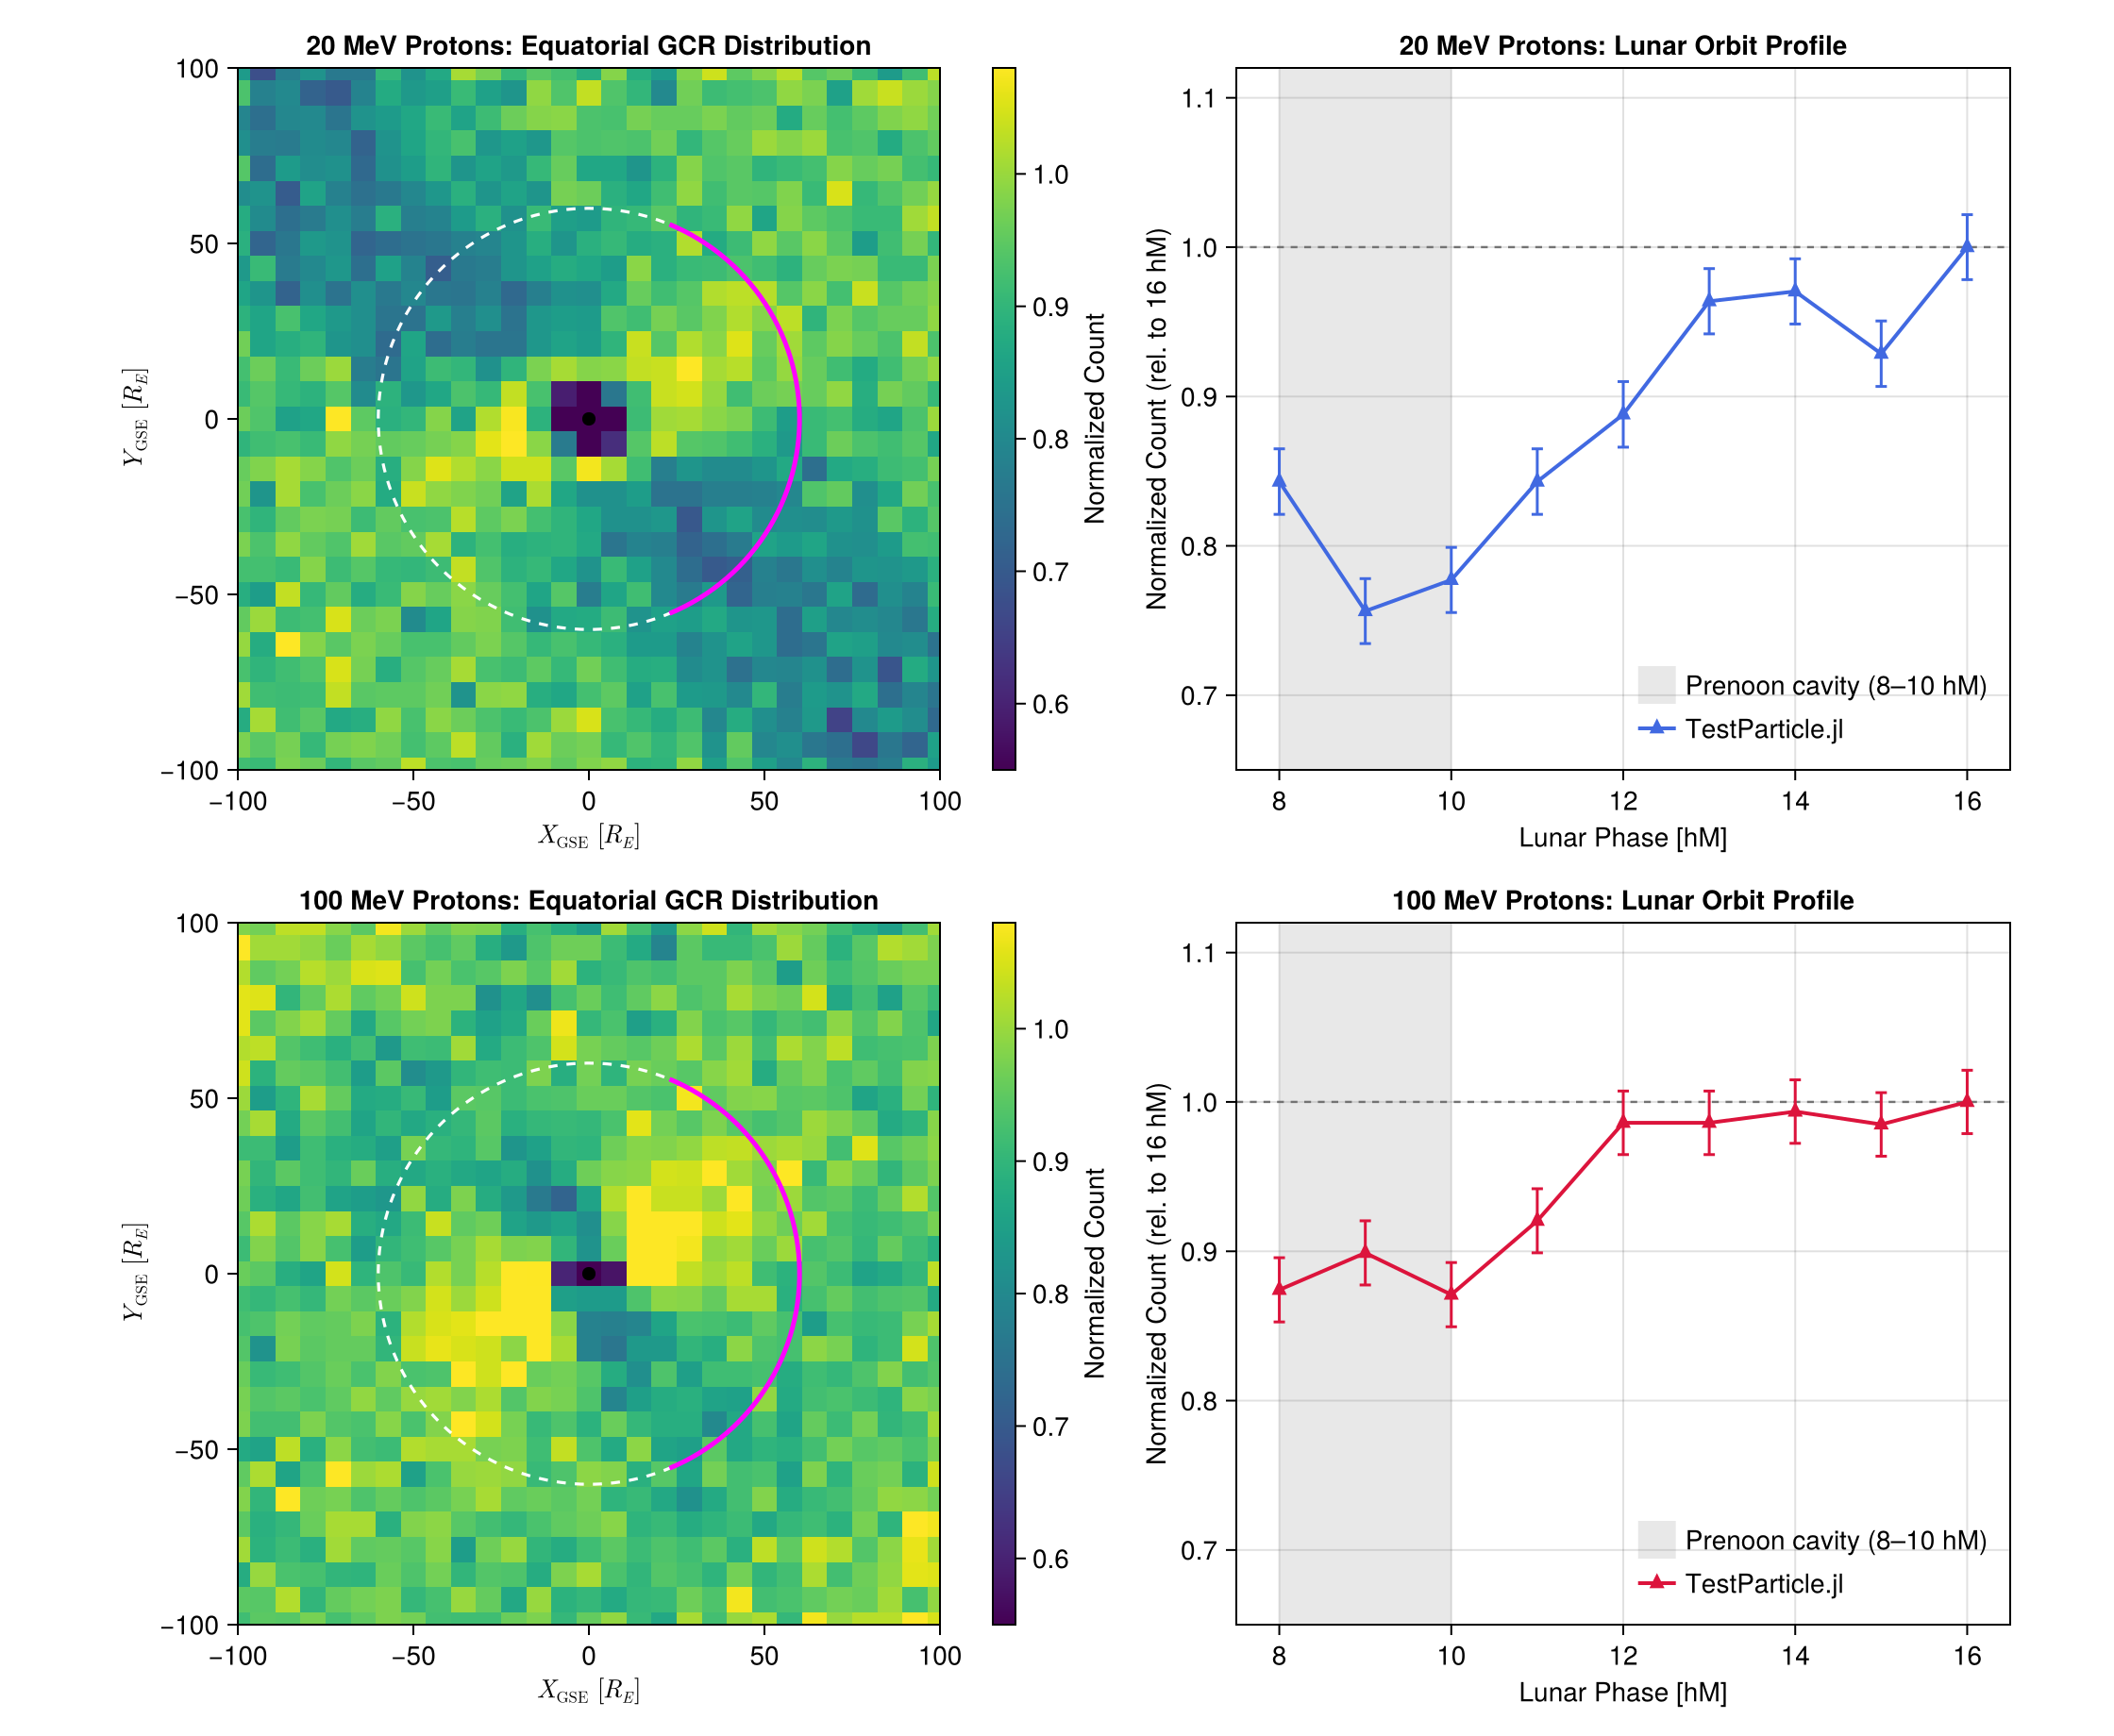 20 MeV Protons: Equatorial GCR Distribution
100
50
0
−50
−100
Y_GSE [R_E]
−100
−50
0
50
100
X_GSE [R_E]
1.0
0.9
0.8
0.7
0.6
Normalized Count
20 MeV Protons: Lunar Orbit Profile
1.1
1.0
0.9
0.8
0.7
Normalized Count (rel. to 16 hM)
Prenoon cavity (8–10 hM)
TestParticle.jl
8
10
12
14
16
Lunar Phase [hM]
100 MeV Protons: Equatorial GCR Distribution
100
50
0
−50
−100
Y_GSE [R_E]
−100
−50
0
50
100
X_GSE [R_E]
1.0
0.9
0.8
0.7
0.6
Normalized Count
100 MeV Protons: Lunar Orbit Profile
1.1
1.0
0.9
0.8
0.7
Normalized Count (rel. to 16 hM)
Prenoon cavity (8–10 hM)
TestParticle.jl
8
10
12
14
16
Lunar Phase [hM]